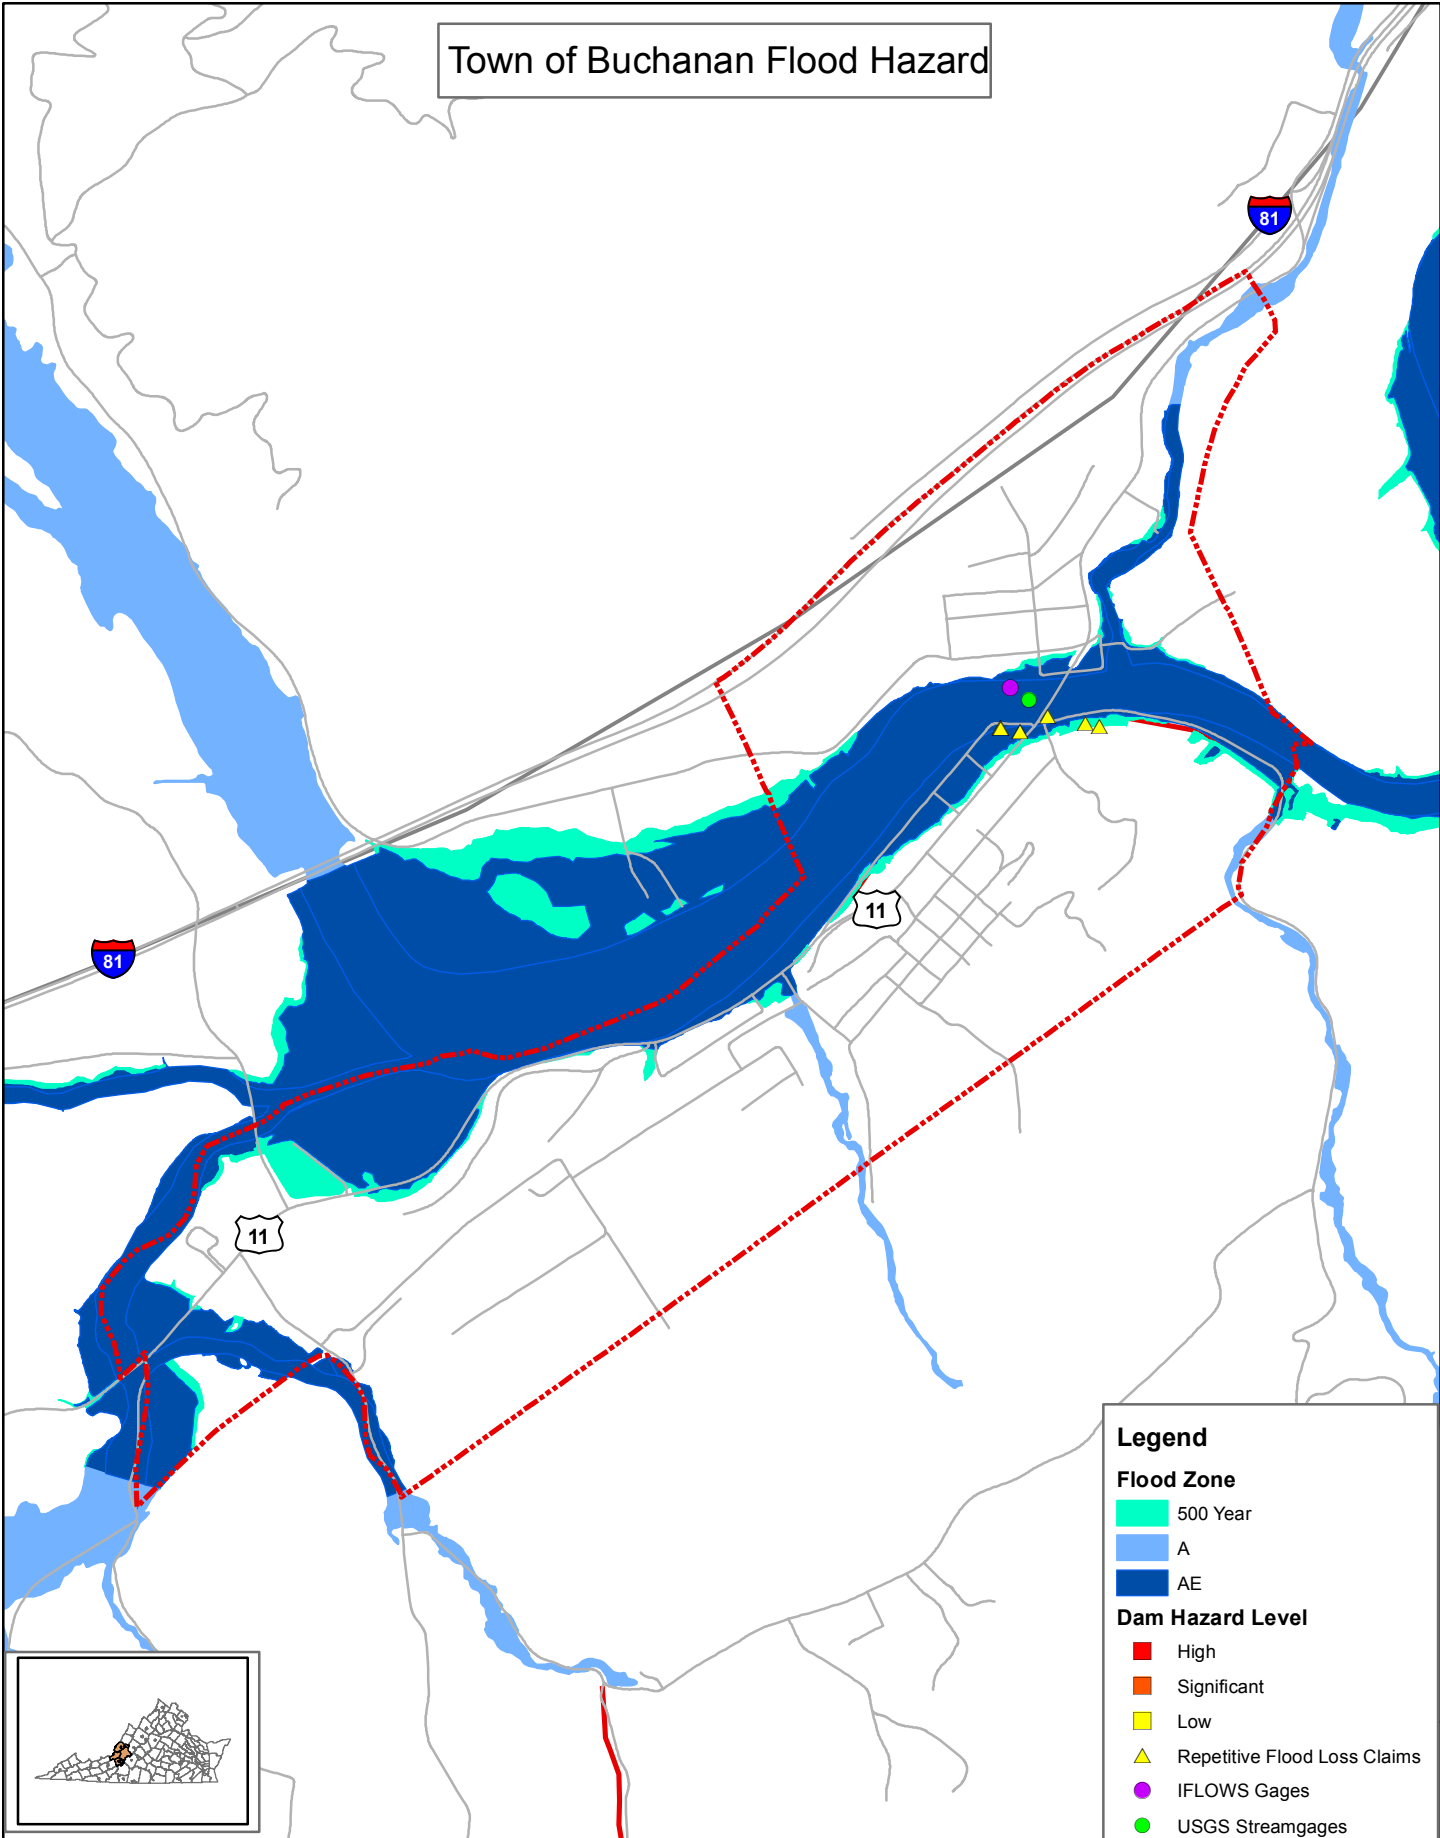 Town of Buchanan Flood Hazard
81
11
81
11
Legend
Flood Zone
500 Year
A
AE
Dam Hazard Level
High
Significant
Low
Repetitive Flood Loss Claims
IFLOWS Gages
USGS Streamgages